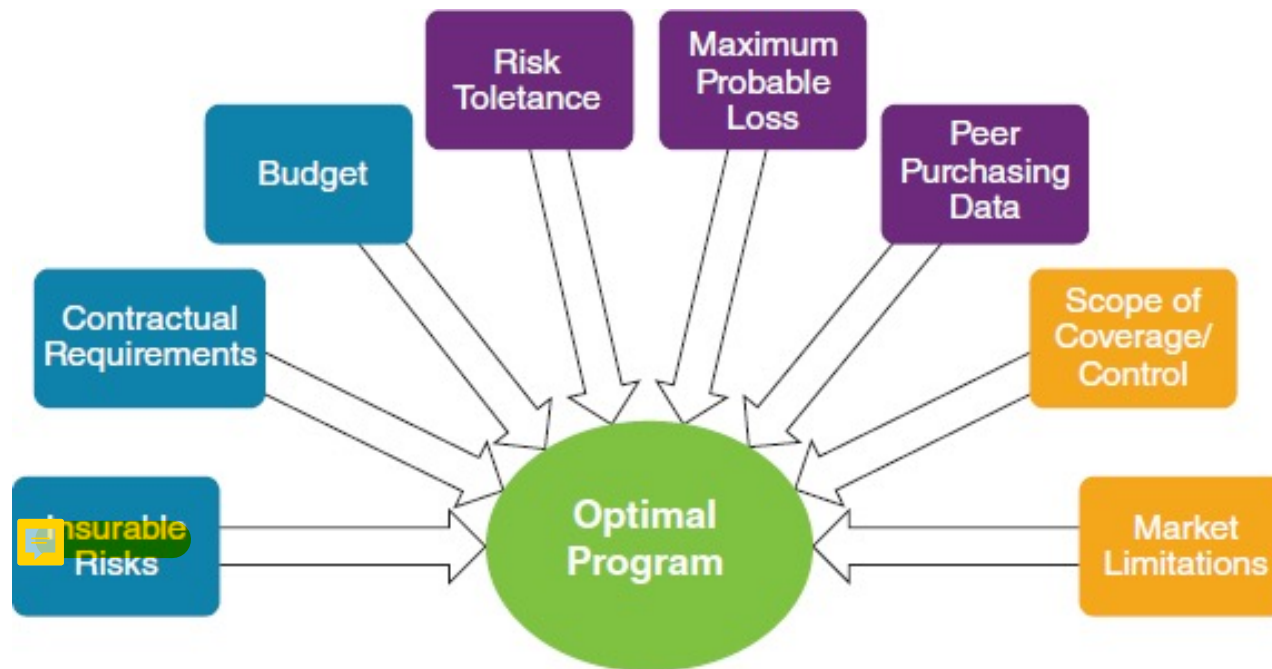 Insurable
Risks
Contractual
Requirements
Budget
Risk
Toletance
Maximum
Probable
Loss
Peer
Purchasing
Data
Scope of
Coverage/
Control
Market
Limitations
Optimal
Program